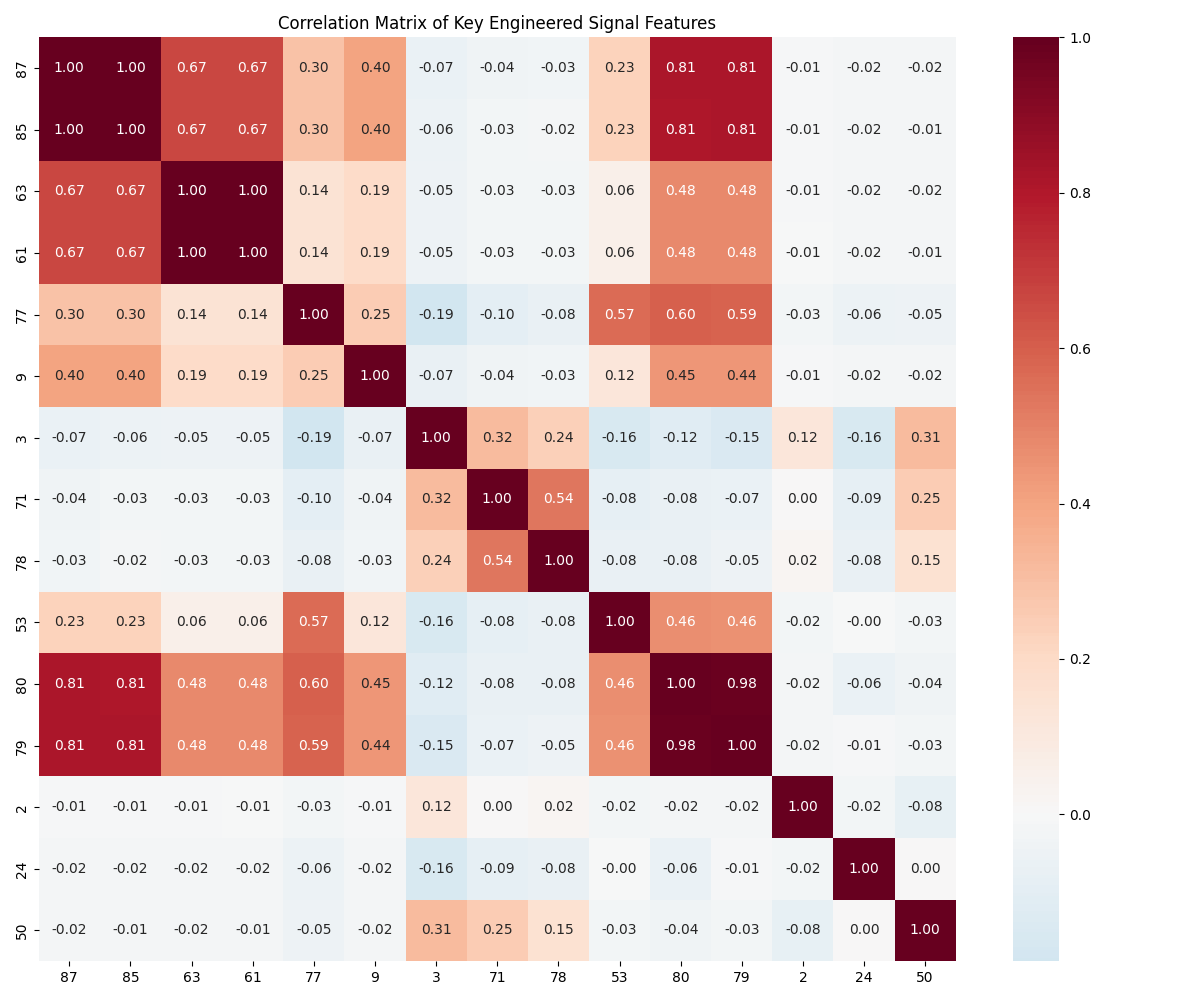 Correlation Matrix of Key Engineered Signal Features
87 1.00 1.00 0.67 0.67 0.30 0.40 -0.07 -0.04 -0.03 0.23 0.81 0.81 -0.01 -0.02 -0.02
85 1.00 1.00 0.67 0.67 0.30 0.40 -0.06 -0.03 -0.02 0.23 0.81 0.81 -0.01 -0.02 -0.01
63 0.67 0.67 1.00 1.00 0.14 0.19 -0.05 -0.03 -0.03 0.06 0.48 0.48 -0.01 -0.02 -0.02
61 0.67 0.67 1.00 1.00 0.14 0.19 -0.05 -0.03 -0.03 0.06 0.48 0.48 -0.01 -0.02 -0.01
77 0.30 0.30 0.14 0.14 1.00 0.25 -0.19 -0.10 -0.08 0.57 0.60 0.59 -0.03 -0.06 -0.05
9 0.40 0.40 0.19 0.19 0.25 1.00 -0.07 -0.04 -0.03 0.12 0.45 0.44 -0.01 -0.02 -0.02
3 -0.07 -0.06 -0.05 -0.05 -0.19 -0.07 1.00 0.32 0.24 -0.16 -0.12 -0.15 0.12 -0.16 0.31
71 -0.04 -0.03 -0.03 -0.03 -0.10 -0.04 0.32 1.00 0.54 -0.08 -0.08 -0.07 0.00 -0.09 0.25
78 -0.03 -0.02 -0.03 -0.03 -0.08 -0.03 0.24 0.54 1.00 -0.08 -0.08 -0.05 0.02 -0.08 0.15
53 0.23 0.23 0.06 0.06 0.57 0.12 -0.16 -0.08 -0.08 1.00 0.46 0.46 -0.02 -0.00 -0.03
80 0.81 0.81 0.48 0.48 0.60 0.45 -0.12 -0.08 -0.08 0.46 1.00 0.98 -0.02 -0.06 -0.04
79 0.81 0.81 0.48 0.48 0.59 0.44 -0.15 -0.07 -0.05 0.46 0.98 1.00 -0.02 -0.01 -0.03
2 -0.01 -0.01 -0.01 -0.01 -0.03 -0.01 0.12 0.00 0.02 -0.02 -0.02 -0.02 1.00 -0.02 -0.08
24 -0.02 -0.02 -0.02 -0.02 -0.06 -0.02 -0.16 -0.09 -0.08 -0.00 -0.06 -0.01 -0.02 1.00 0.00
50 -0.02 -0.01 -0.02 -0.01 -0.05 -0.02 0.31 0.25 0.15 -0.03 -0.04 -0.03 -0.08 0.00 1.00
87 85 63 61 77 9 3 71 78 53 80 79 2 24 50
1.0
0.8
0.6
0.4
0.2
0.0